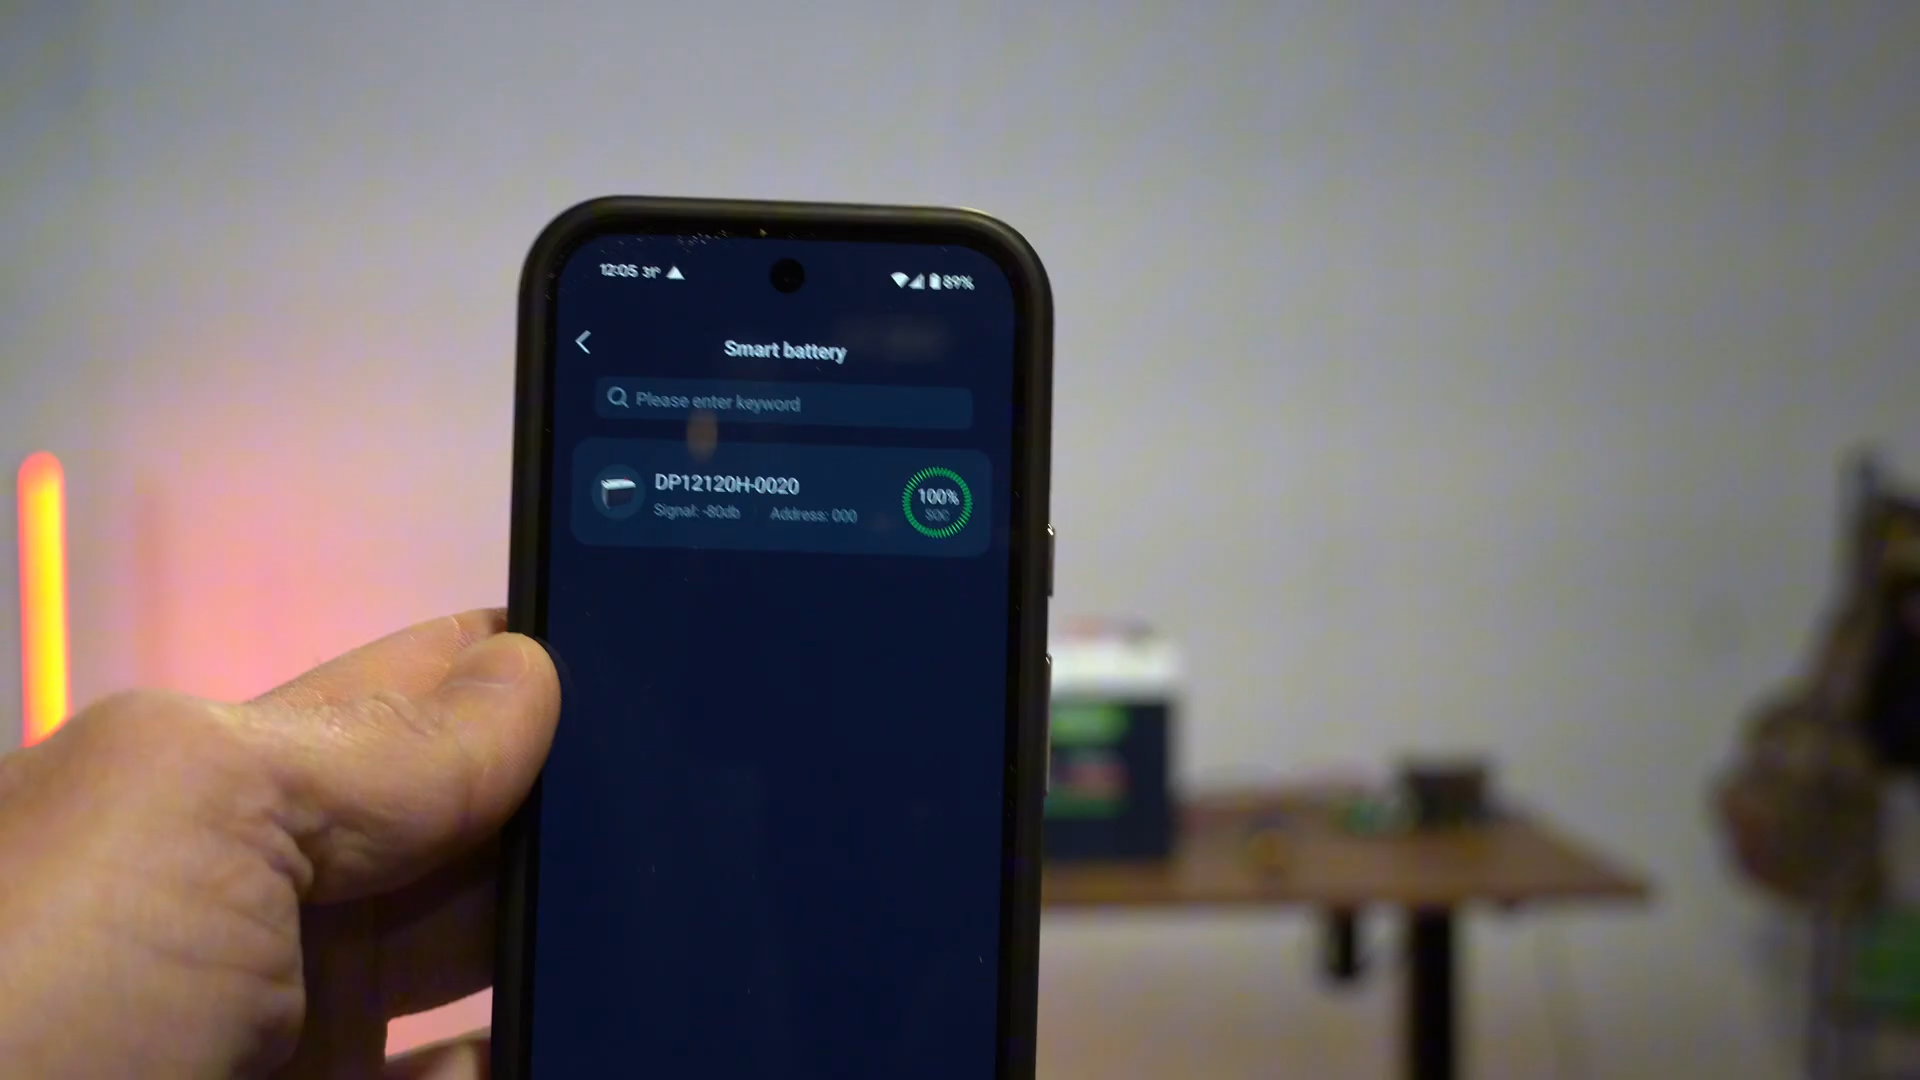 12:05 31°
89%
Smart battery
Please enter keyword
DP12120H-0020
100%
Signal: -80db
Address: 000
SOC